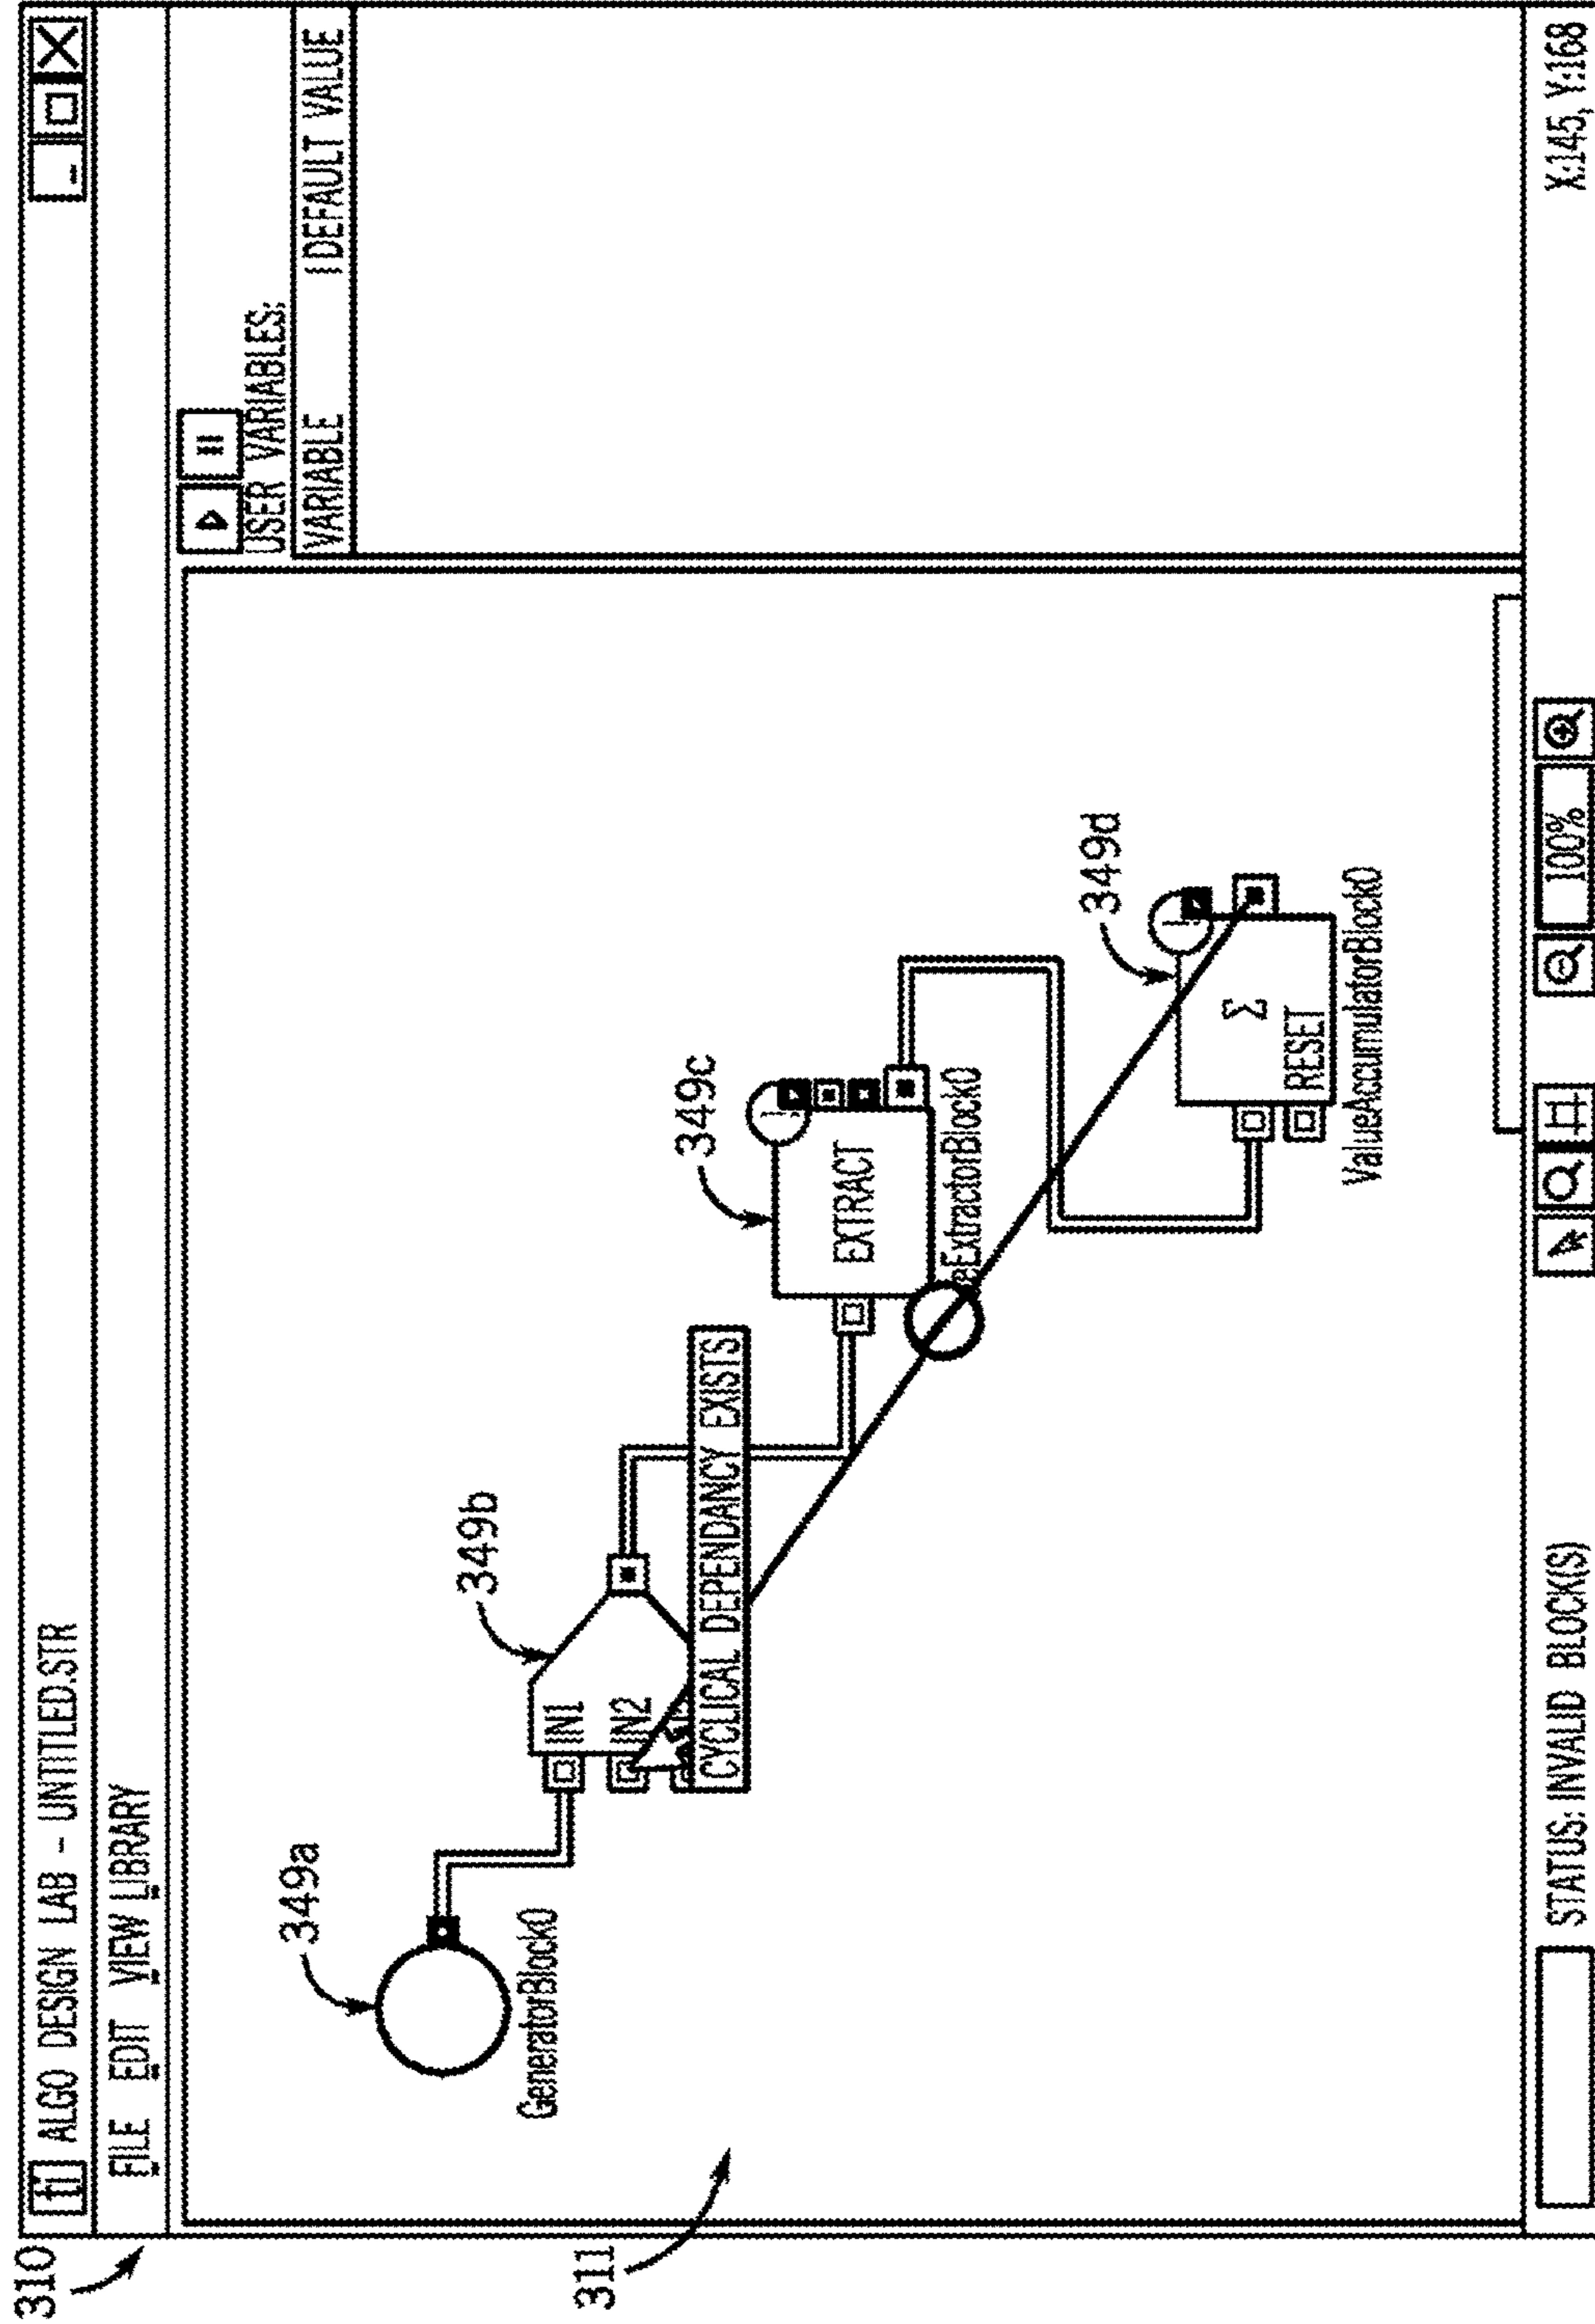 310
ALGO DESIGN LAB - UNTITLED.STR
FILE EDIT VIEW LIBRARY
USER VARIABLES:
VARIABLE DEFAULT VALUE
311
349a
GeneratorBlock0
349b
IN1
IN2
CYCLICAL DEPENDANCY EXISTS
349c
EXTRACT
eExtractorBlock0
349d
Σ
RESET
ValueAccumulatorBlock0
STATUS: INVALID BLOCK(S)
100%
X:145, Y:168